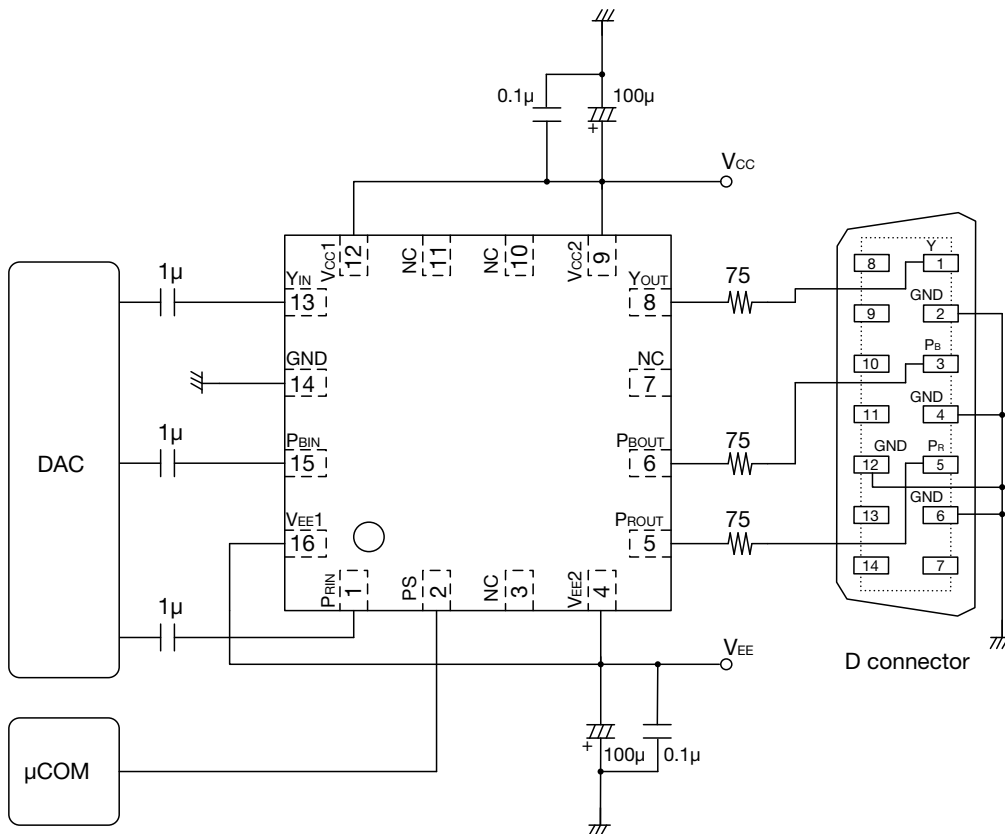 0.1µ
100µ
+
VCC
VCC1
12
NC
11
NC
10
VCC2
9
DAC
1µ
YIN
13
GND
14
1µ
PBIN
15
VEE1
16
1µ
PRIN
1
PS
2
NC
3
VEE2
4
YOUT
8
75
NC
7
PBOUT
6
75
PROUT
5
75
Y
8
1
GND
9
2
PB
10
3
GND
11
4
GND
PR
12
5
GND
13
6
14
7
D connector
VEE
+
100µ
0.1µ
µCOM